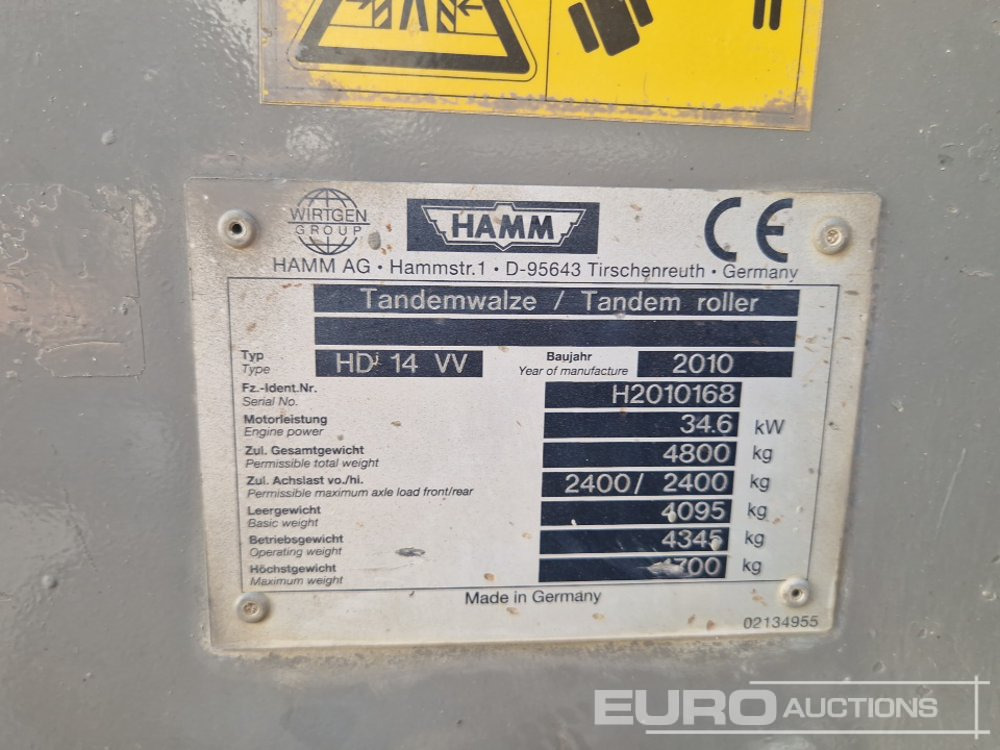 WIRTGEN
GROUP
HAMM
CE
HAMM AG · Hammstr.1 · D-95643 Tirschenreuth · Germany
Tandemwalze / Tandem roller
Typ
Type
HD 14 VV
Baujahr
Year of manufacture
2010
Fz.-Ident.Nr.
Serial No.
H2010168
Motorleistung
Engine power
34.6 kW
Zul. Gesamtgewicht
Permissible total weight
4800 kg
Zul. Achslast vo./hi.
Permissible maximum axle load front/rear
2400/ 2400 kg
Leergewicht
Basic weight
4095 kg
Betriebsgewicht
Operating weight
4345 kg
Höchstgewicht
Maximum weight
kg
Made in Germany
02134955
EURO AUCTIONS